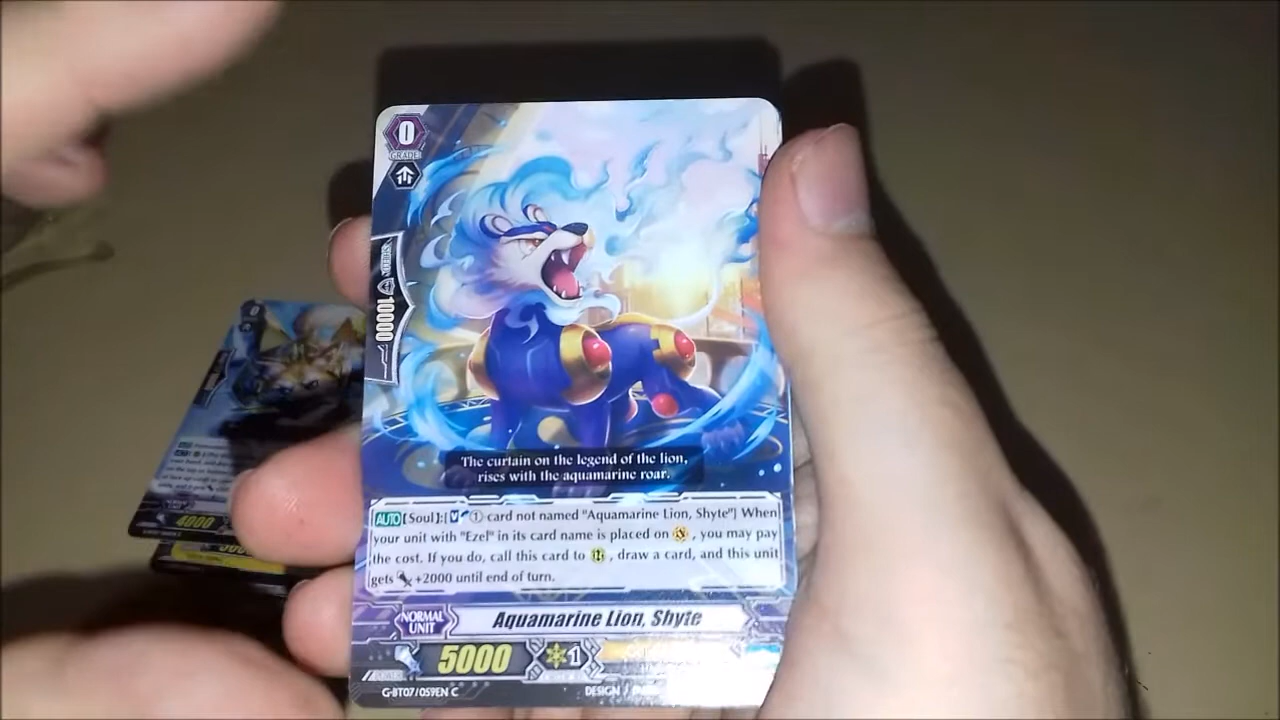 0
GRADE
SHIELD
10000
The curtain on the legend of the lion,
rises with the aquamarine roar.
AUTO [Soul]:[ ① card not named "Aquamarine Lion, Shyte"] When
your unit with "Ezel" in its card name is placed on , you may pay
the cost. If you do, call this card to , draw a card, and this unit
gets +2000 until end of turn.
NORMAL
UNIT
Aquamarine Lion, Shyte
POWER
5000
1
G-BT07/059EN C
DESIGN /
4000